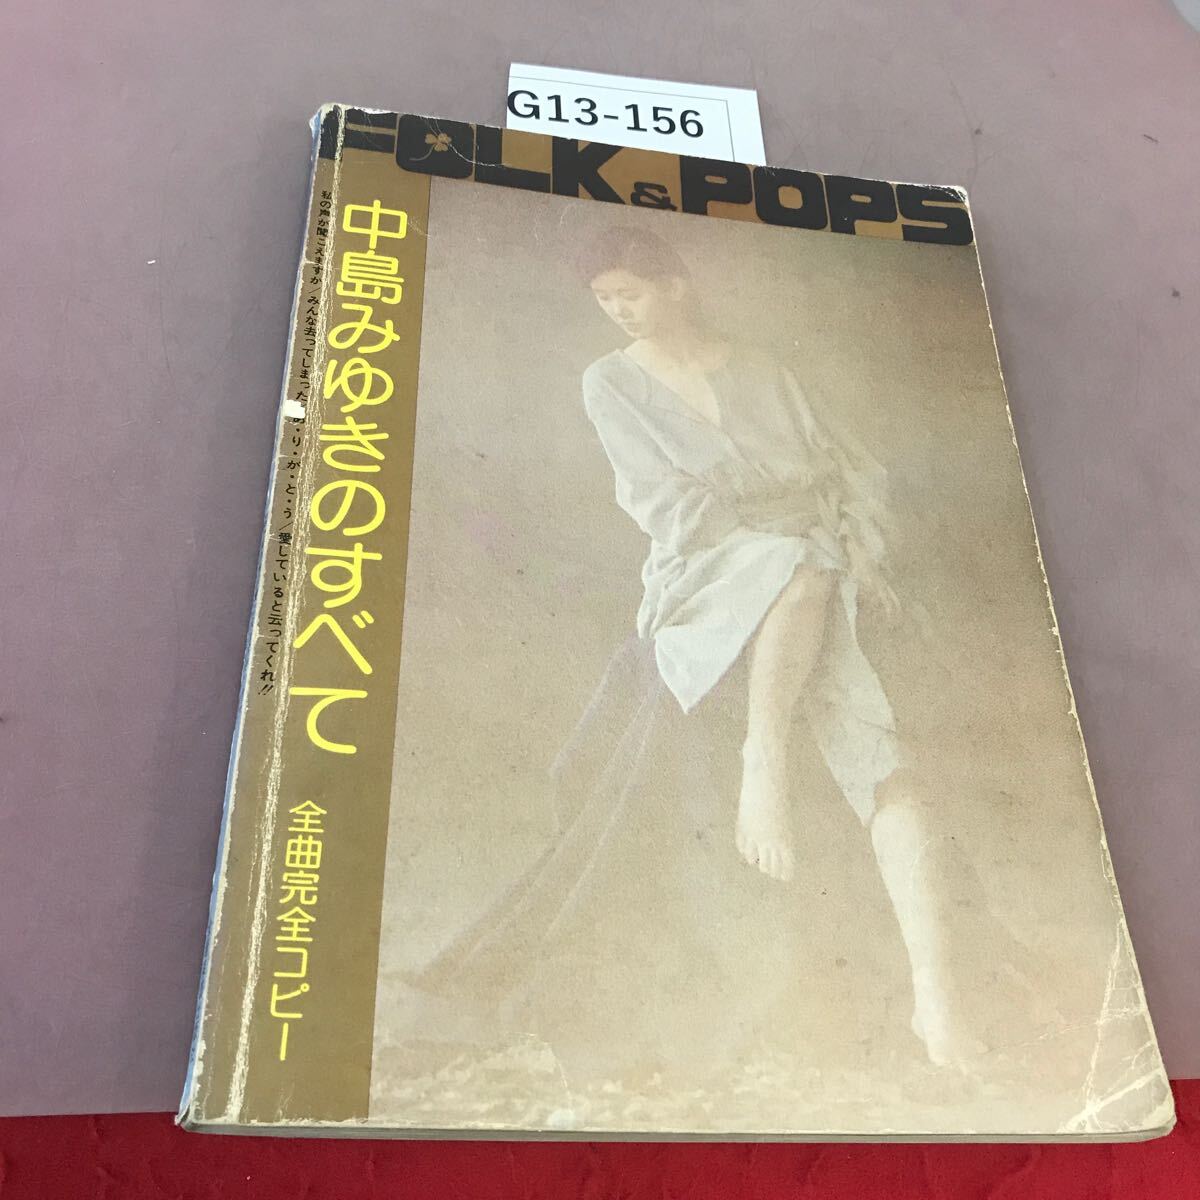 G13-156
FOLK & POPS
中島みゆきのすべて
全曲完全コピー
私の声が聞こえますか/みんな去ってしまった/あ・り・が・と・う/愛していると云ってくれ!!